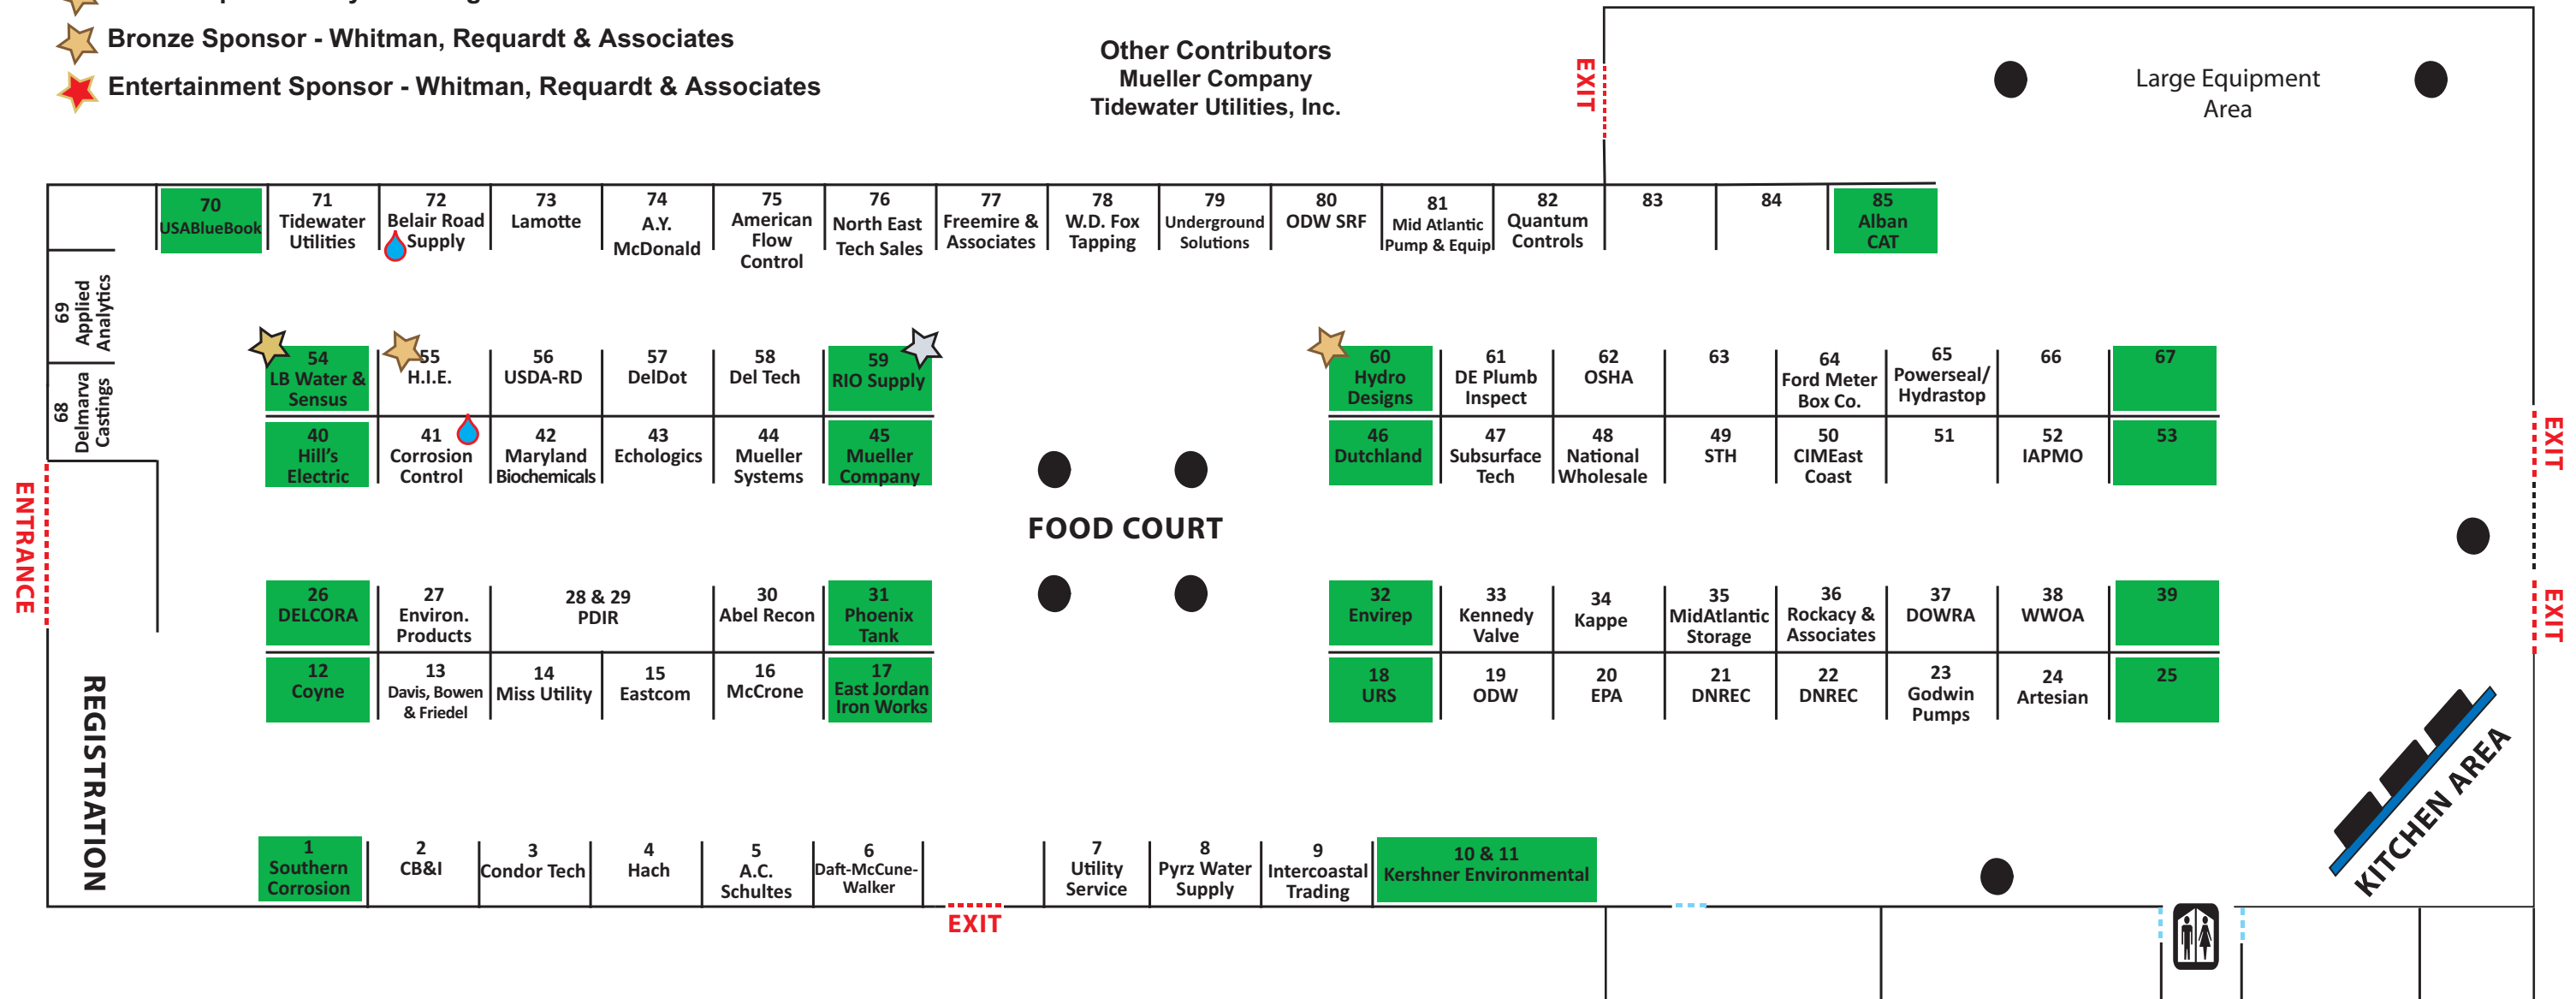 Bronze Sponsor - Whitman, Requardt & Associates
Entertainment Sponsor - Whitman, Requardt & Associates
Other Contributors
Mueller Company
Tidewater Utilities, Inc.
EXIT
Large Equipment
Area
70
USABlueBook
71
Tidewater
Utilities
72
Belair Road
Supply
73
Lamotte
74
A.Y.
McDonald
75
American
Flow
Control
76
North East
Tech Sales
77
Freemire &
Associates
78
W.D. Fox
Tapping
79
Underground
Solutions
80
ODW SRF
81
Mid Atlantic
Pump & Equip
82
Quantum
Controls
83
84
85
Alban
CAT
69
Applied
Analytics
68
Delmarva
Castings
54
LB Water &
Sensus
55
H.I.E.
56
USDA-RD
57
DelDot
58
Del Tech
59
RIO Supply
60
Hydro
Designs
61
DE Plumb
Inspect
62
OSHA
63
64
Ford Meter
Box Co.
65
Powerseal/
Hydrastop
66
67
40
Hill's
Electric
41
Corrosion
Control
42
Maryland
Biochemicals
43
Echologics
44
Mueller
Systems
45
Mueller
Company
46
Dutchland
47
Subsurface
Tech
48
National
Wholesale
49
STH
50
CIMEast
Coast
51
52
IAPMO
53
EXIT
ENTRANCE
FOOD COURT
26
DELCORA
27
Environ.
Products
28 & 29
PDIR
30
Abel Recon
31
Phoenix
Tank
32
Envirep
33
Kennedy
Valve
34
Kappe
35
MidAtlantic
Storage
36
Rockacy &
Associates
37
DOWRA
38
WWOA
39
EXIT
12
Coyne
13
Davis, Bowen
& Friedel
14
Miss Utility
15
Eastcom
16
McCrone
17
East Jordan
Iron Works
18
URS
19
ODW
20
EPA
21
DNREC
22
DNREC
23
Godwin
Pumps
24
Artesian
25
REGISTRATION
KITCHEN AREA
1
Southern
Corrosion
2
CB&I
3
Condor Tech
4
Hach
5
A.C.
Schultes
6
Daft-McCune-
Walker
7
Utility
Service
8
Pyrz Water
Supply
9
Intercoastal
Trading
10 & 11
Kershner Environmental
EXIT